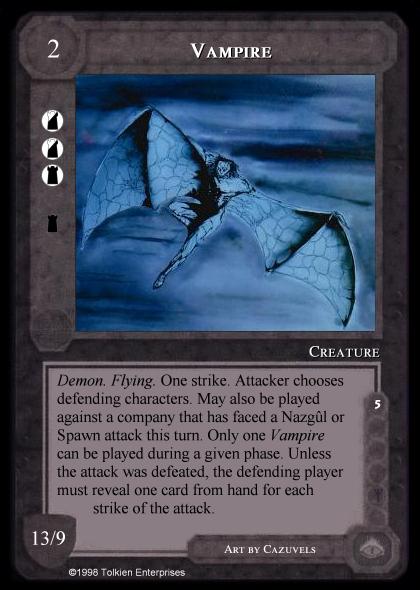 2
VAMPIRE
CREATURE
Demon. Flying. One strike. Attacker chooses
defending characters. May also be played
against a company that has faced a Nazgûl or
Spawn attack this turn. Only one Vampire
can be played during a given phase. Unless
the attack was defeated, the defending player
must reveal one card from hand for each
strike of the attack.
5
13/9
ART BY CAZUVELS
©1998 Tolkien Enterprises